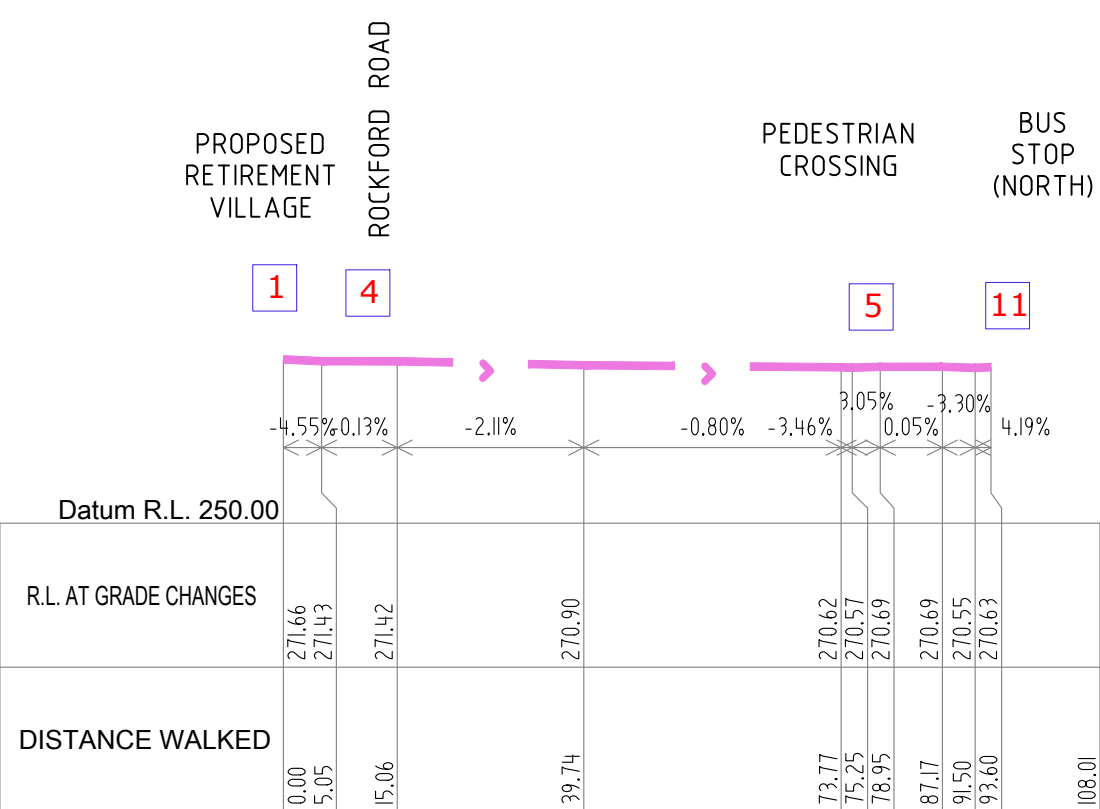 PROPOSED
RETIREMENT
VILLAGE
ROCKFORD ROAD
PEDESTRIAN
CROSSING
BUS
STOP
(NORTH)
1
4
5
11
-4.55% -0.13% -2.11% -0.80% -3.46% 3.05% 0.05% -3.30% 4.19%
Datum R.L. 250.00
R.L. AT GRADE CHANGES 271.66 271.43 271.42 270.90 270.62 270.57 270.69 270.69 270.55 270.63
DISTANCE WALKED 0.00 5.05 15.06 39.74 73.77 75.25 78.95 87.17 91.50 93.60 108.01